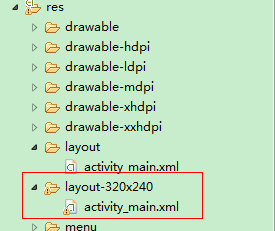 res
drawable
drawable-hdpi
drawable-ldpi
drawable-mdpi
drawable-xhdpi
drawable-xxhdpi
layout
activity_main.xml
layout-320x240
activity_main.xml
menu